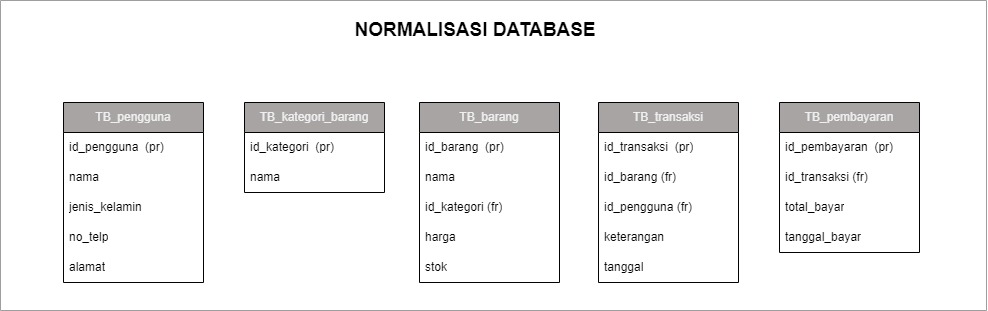 NORMALISASI DATABASE
TB_pengguna
id_pengguna (pr)
nama
jenis_kelamin
no_telp
alamat
TB_kategori_barang
id_kategori (pr)
nama
TB_barang
id_barang (pr)
nama
id_kategori (fr)
harga
stok
TB_transaksi
id_transaksi (pr)
id_barang (fr)
id_pengguna (fr)
keterangan
tanggal
TB_pembayaran
id_pembayaran (pr)
id_transaksi (fr)
total_bayar
tanggal_bayar